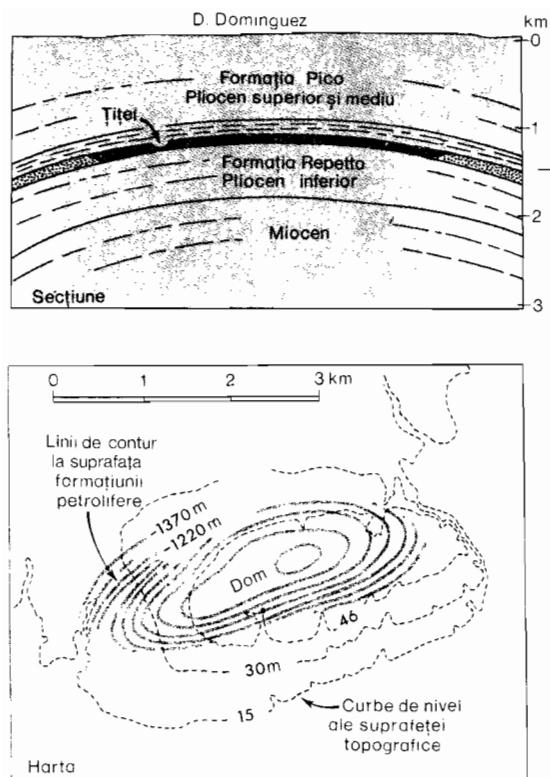 D. Dominguez
km
0
Formația Pico
Pliocen superior și mediu
Țiței
1
Formația Repetto
Pliocen inferior
2
Miocen
Secțiune
3
0 1 2 3 km
Linii de contur
la suprafața
formațiunii
petrolifere
-1370 m
-1220 m
Dom
46
30m
15
Curbe de nivel
ale suprafeței
topografice
Harta